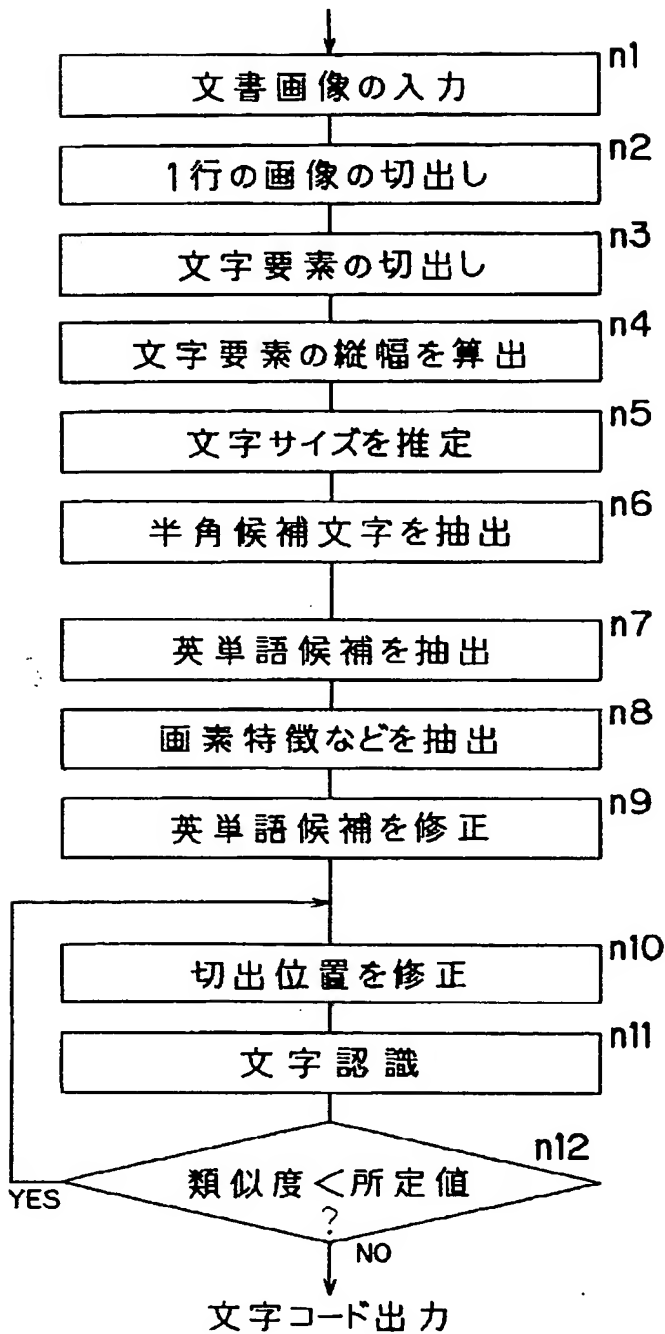 n1
文書画像の入力
n2
1行の画像の切出し
n3
文字要素の切出し
n4
文字要素の縦幅を算出
n5
文字サイズを推定
n6
半角候補文字を抽出
n7
英単語候補を抽出
n8
画素特徴などを抽出
n9
英単語候補を修正
n10
切出位置を修正
n11
文字認識
n12
類似度<所定値
?
YES
NO
文字コード出力